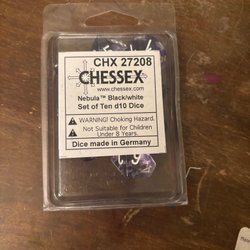 CHX 27208
CHESSEX
www.chessex.com
Nebula™ Black/white
Set of Ten d10 Dice
WARNING! Choking Hazard.
Not Suitable for Children
Under 8 Years.
Dice made in Germany